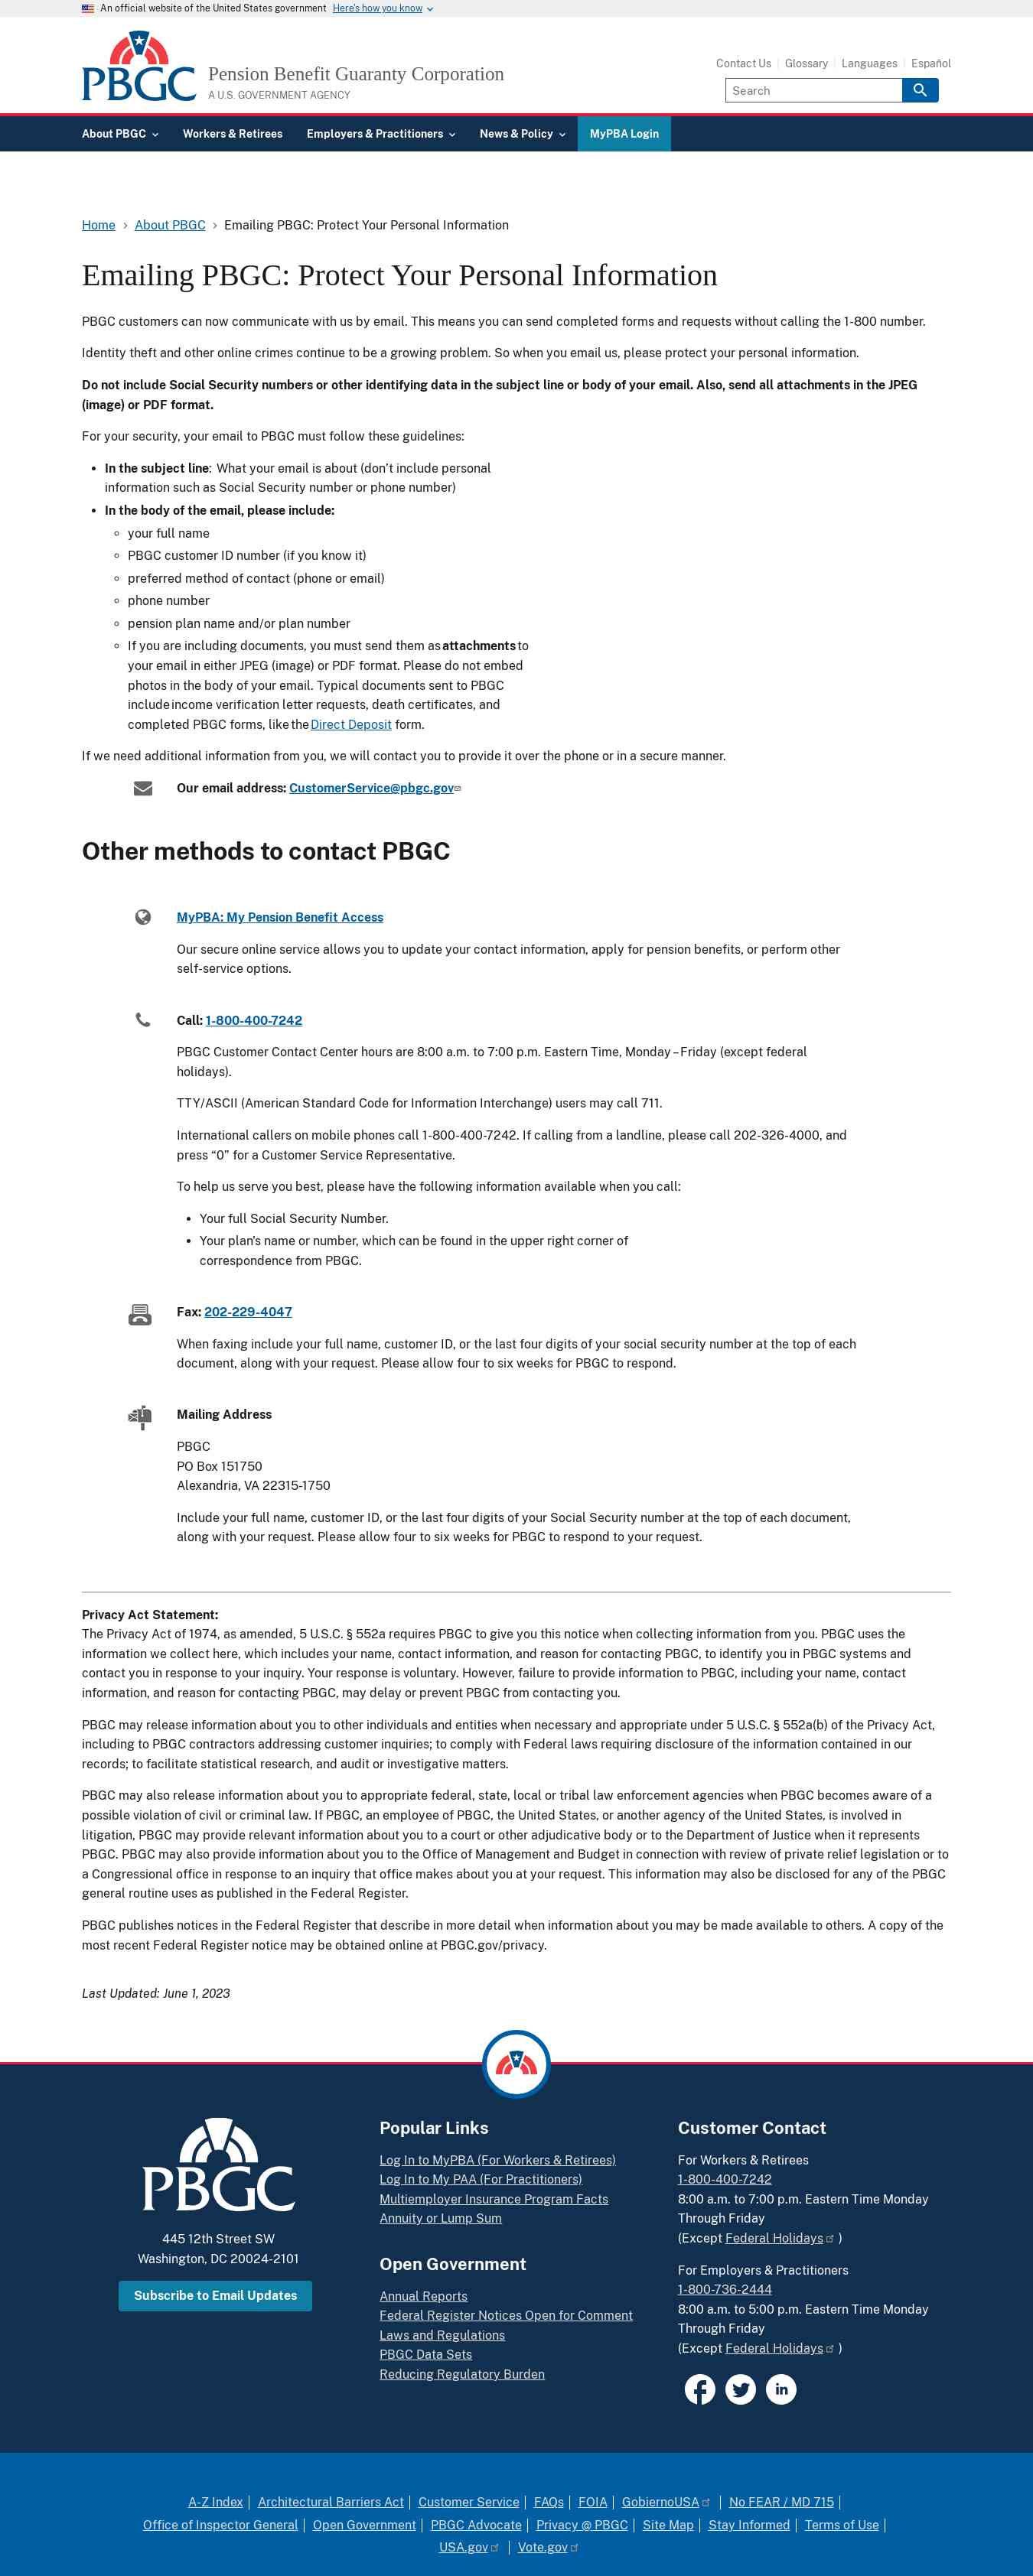 An official website of the United States government Here's how you know
PBGC
Pension Benefit Guaranty Corporation
A U.S. GOVERNMENT AGENCY
Contact Us Glossary Languages Español
Search
About PBGC Workers & Retirees Employers & Practitioners News & Policy MyPBA Login
Home About PBGC Emailing PBGC: Protect Your Personal Information
Emailing PBGC: Protect Your Personal Information
PBGC customers can now communicate with us by email. This means you can send completed forms and requests without calling the 1-800 number.
Identity theft and other online crimes continue to be a growing problem. So when you email us, please protect your personal information.
Do not include Social Security numbers or other identifying data in the subject line or body of your email. Also, send all attachments in the JPEG
(image) or PDF format.
For your security, your email to PBGC must follow these guidelines:
In the subject line: What your email is about (don't include personal
information such as Social Security number or phone number)
In the body of the email, please include:
your full name
PBGC customer ID number (if you know it)
preferred method of contact (phone or email)
phone number
pension plan name and/or plan number
If you are including documents, you must send them as attachments to
your email in either JPEG (image) or PDF format. Please do not embed
photos in the body of your email. Typical documents sent to PBGC
include income verification letter requests, death certificates, and
completed PBGC forms, like the Direct Deposit form.
If we need additional information from you, we will contact you to provide it over the phone or in a secure manner.
Our email address: CustomerService@pbgc.gov
Other methods to contact PBGC
MyPBA: My Pension Benefit Access
Our secure online service allows you to update your contact information, apply for pension benefits, or perform other
self-service options.
Call: 1-800-400-7242
PBGC Customer Contact Center hours are 8:00 a.m. to 7:00 p.m. Eastern Time, Monday – Friday (except federal
holidays).
TTY/ASCII (American Standard Code for Information Interchange) users may call 711.
International callers on mobile phones call 1-800-400-7242. If calling from a landline, please call 202-326-4000, and
press “0” for a Customer Service Representative.
To help us serve you best, please have the following information available when you call:
Your full Social Security Number.
Your plan's name or number, which can be found in the upper right corner of
correspondence from PBGC.
Fax: 202-229-4047
When faxing include your full name, customer ID, or the last four digits of your social security number at the top of each
document, along with your request. Please allow four to six weeks for PBGC to respond.
Mailing Address
PBGC
PO Box 151750
Alexandria, VA 22315-1750
Include your full name, customer ID, or the last four digits of your Social Security number at the top of each document,
along with your request. Please allow four to six weeks for PBGC to respond to your request.
Privacy Act Statement:
The Privacy Act of 1974, as amended, 5 U.S.C. § 552a requires PBGC to give you this notice when collecting information from you. PBGC uses the
information we collect here, which includes your name, contact information, and reason for contacting PBGC, to identify you in PBGC systems and
contact you in response to your inquiry. Your response is voluntary. However, failure to provide information to PBGC, including your name, contact
information, and reason for contacting PBGC, may delay or prevent PBGC from contacting you.
PBGC may release information about you to other individuals and entities when necessary and appropriate under 5 U.S.C. § 552a(b) of the Privacy Act,
including to PBGC contractors addressing customer inquiries; to comply with Federal laws requiring disclosure of the information contained in our
records; to facilitate statistical research, and audit or investigative matters.
PBGC may also release information about you to appropriate federal, state, local or tribal law enforcement agencies when PBGC becomes aware of a
possible violation of civil or criminal law. If PBGC, an employee of PBGC, the United States, or another agency of the United States, is involved in
litigation, PBGC may provide relevant information about you to a court or other adjudicative body or to the Department of Justice when it represents
PBGC. PBGC may also provide information about you to the Office of Management and Budget in connection with review of private relief legislation or to
a Congressional office in response to an inquiry that office makes about you at your request. This information may also be disclosed for any of the PBGC
general routine uses as published in the Federal Register.
PBGC publishes notices in the Federal Register that describe in more detail when information about you may be made available to others. A copy of the
most recent Federal Register notice may be obtained online at PBGC.gov/privacy.
Last Updated: June 1, 2023
PBGC
445 12th Street SW
Washington, DC 20024-2101
Subscribe to Email Updates
Popular Links
Log In to MyPBA (For Workers & Retirees)
Log In to My PAA (For Practitioners)
Multiemployer Insurance Program Facts
Annuity or Lump Sum
Open Government
Annual Reports
Federal Register Notices Open for Comment
Laws and Regulations
PBGC Data Sets
Reducing Regulatory Burden
Customer Contact
For Workers & Retirees
1-800-400-7242
8:00 a.m. to 7:00 p.m. Eastern Time Monday
Through Friday
(Except Federal Holidays )
For Employers & Practitioners
1-800-736-2444
8:00 a.m. to 5:00 p.m. Eastern Time Monday
Through Friday
(Except Federal Holidays )
A-Z Index Architectural Barriers Act Customer Service FAQs FOIA GobiernoUSA No FEAR / MD 715
Office of Inspector General Open Government PBGC Advocate Privacy @ PBGC Site Map Stay Informed Terms of Use
USA.gov Vote.gov